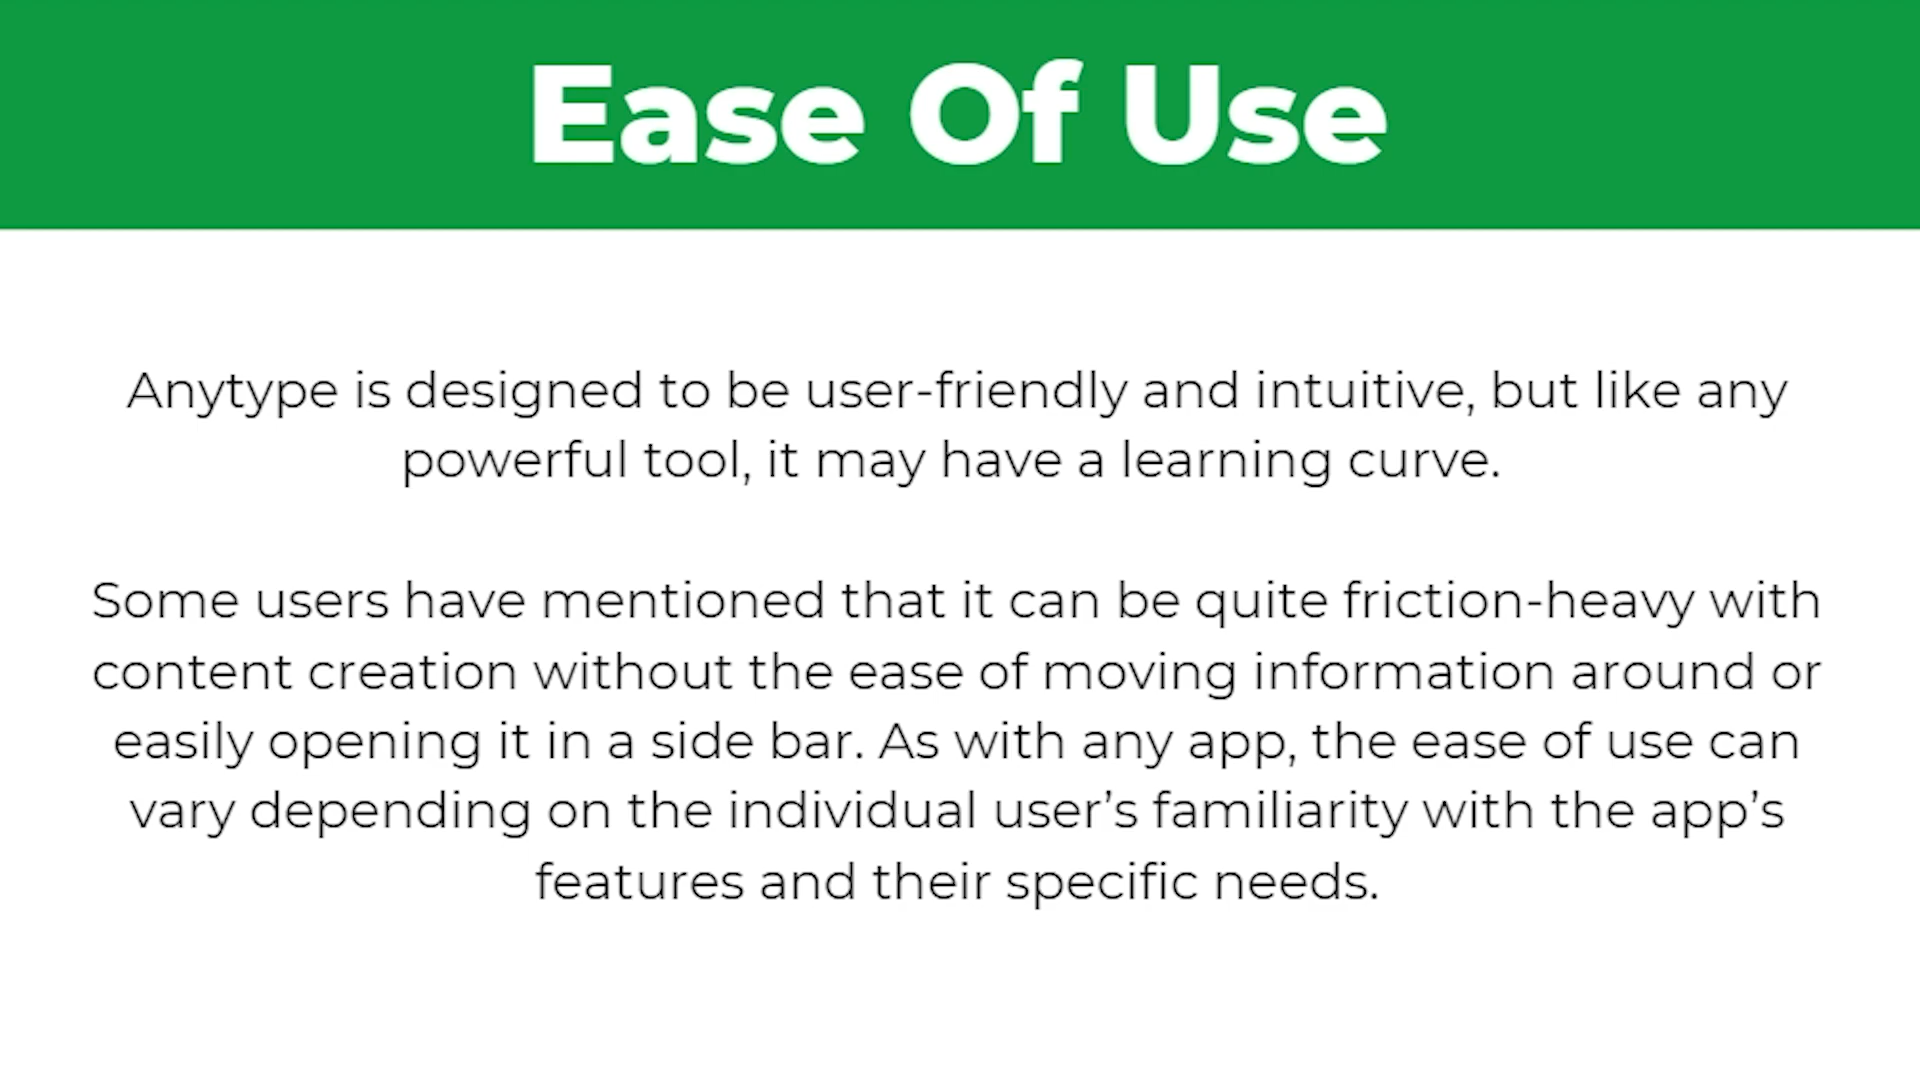 Ease Of Use
Anytype is designed to be user-friendly and intuitive, but like any
powerful tool, it may have a learning curve.
Some users have mentioned that it can be quite friction-heavy with
content creation without the ease of moving information around or
easily opening it in a side bar. As with any app, the ease of use can
vary depending on the individual user’s familiarity with the app’s
features and their specific needs.